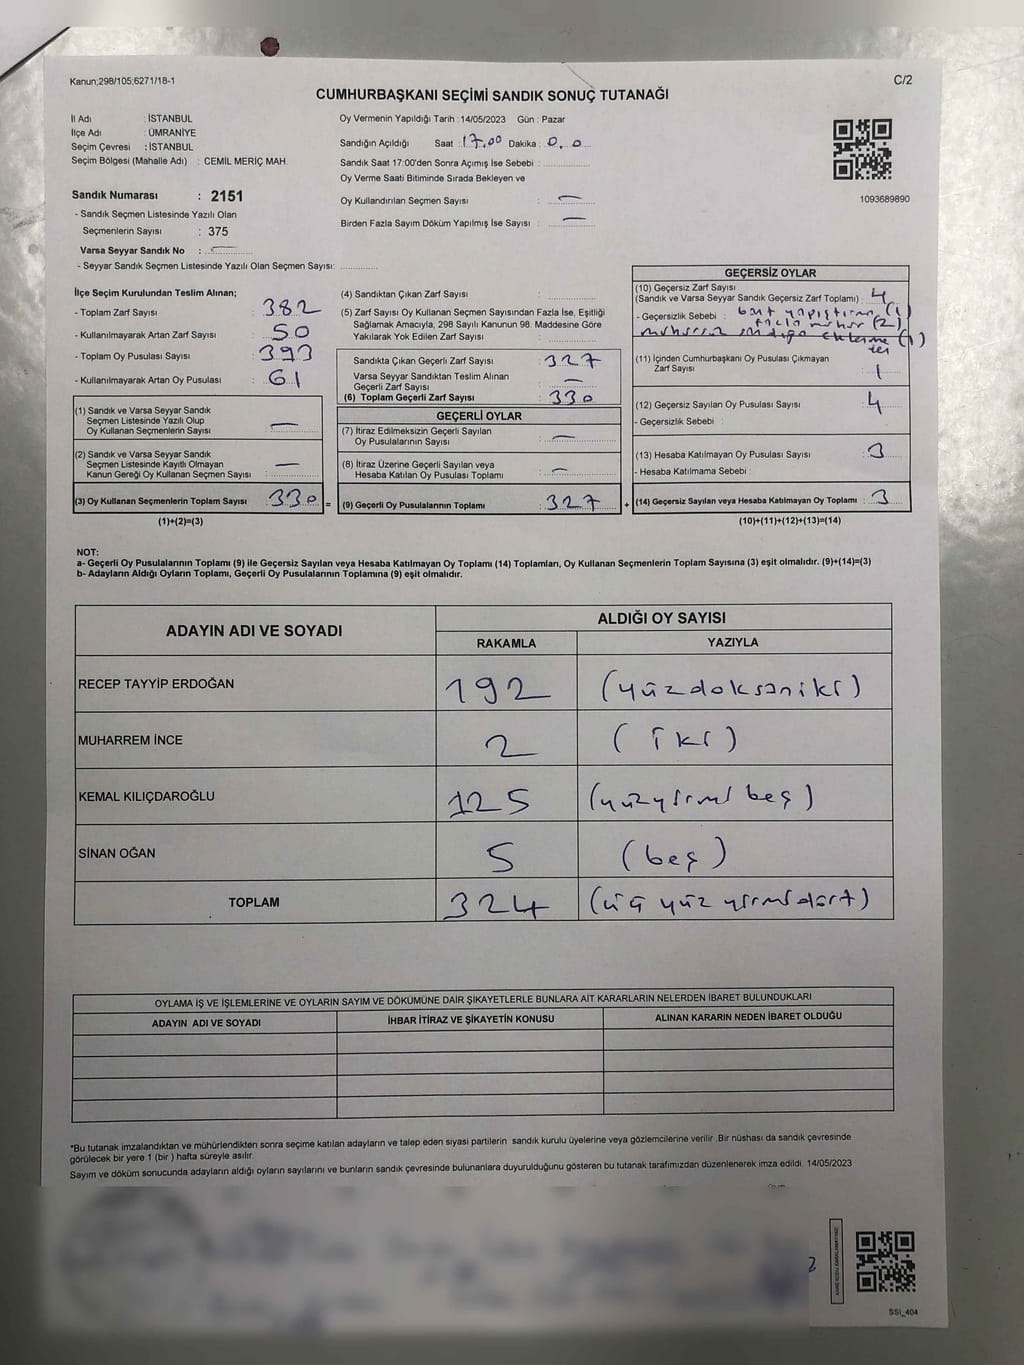 Kanun;298/105;6271/18-1
C/2
CUMHURBAŞKANI SEÇİMİ SANDIK SONUÇ TUTANAĞI
İl Adı : İSTANBUL
İlçe Adı : ÜMRANİYE
Seçim Çevresi : İSTANBUL
Seçim Bölgesi (Mahalle Adı) : CEMİL MERİÇ MAH.
Sandık Numarası : 2151
- Sandık Seçmen Listesinde Yazılı Olan
Seçmenlerin Sayısı : 375
Varsa Seyyar Sandık No : —
- Seyyar Sandık Seçmen Listesinde Yazılı Olan Seçmen Sayısı: ..............
Oy Vermenin Yapıldığı Tarih : 14/05/2023 Gün : Pazar
Sandığın Açıldığı Saat : 17.00 Dakika : 0.0
Sandık Saat 17:00'den Sonra Açımış İse Sebebi : ..............
Oy Verme Saati Bitiminde Sırada Bekleyen ve
Oy Kullandırılan Seçmen Sayısı : —
Birden Fazla Sayım Döküm Yapılmış İse Sayısı : —
1093689890
İlçe Seçim Kurulundan Teslim Alınan;
- Toplam Zarf Sayısı : 382
- Kullanılmayarak Artan Zarf Sayısı : 50
- Toplam Oy Pusulası Sayısı : 393
- Kullanılmayarak Artan Oy Pusulası : 61
(1) Sandık ve Varsa Seyyar Sandık
Seçmen Listesinde Yazılı Olup
Oy Kullanan Seçmenlerin Sayısı : —
(2) Sandık ve Varsa Seyyar Sandık
Seçmen Listesinde Kayıtlı Olmayan
Kanun Gereği Oy Kullanan Seçmen Sayısı : —
(3) Oy Kullanan Seçmenlerin Toplam Sayısı : 330 =
(1)+(2)=(3)
(4) Sandıktan Çıkan Zarf Sayısı : ..............
(5) Zarf Sayısı Oy Kullanan Seçmen Sayısından Fazla İse, Eşitliği
Sağlamak Amacıyla, 298 Sayılı Kanunun 98. Maddesine Göre
Yakılarak Yok Edilen Zarf Sayısı : ..............
Sandıkta Çıkan Geçerli Zarf Sayısı : 327
Varsa Seyyar Sandıktan Teslim Alınan
Geçerli Zarf Sayısı : —
(6) Toplam Geçerli Zarf Sayısı : 330
GEÇERLİ OYLAR
(7) İtiraz Edilmeksizin Geçerli Sayılan
Oy Pusulalarının Sayısı : —
(8) İtiraz Üzerine Geçerli Sayılan veya
Hesaba Katılan Oy Pusulası Toplamı : —
(9) Geçerli Oy Pusulalarının Toplamı : 327 +
GEÇERSİZ OYLAR
(10) Geçersiz Zarf Sayısı
(Sandık ve Varsa Seyyar Sandık Geçersiz Zarf Toplamı) : 4
- Geçersizlik Sebebi : bant yapıştıran (1)
fazla mühür (2)
(1)
(11) İçinden Cumhurbaşkanı Oy Pusulası Çıkmayan
Zarf Sayısı : 1
(12) Geçersiz Sayılan Oy Pusulası Sayısı : 4
- Geçersizlik Sebebi :
(13) Hesaba Katılmayan Oy Pusulası Sayısı : 3
- Hesaba Katılmama Sebebi :
(14) Geçersiz Sayılan veya Hesaba Katılmayan Oy Toplamı : 3
(10)+(11)+(12)+(13)=(14)
NOT:
a- Geçerli Oy Pusulalarının Toplamı (9) ile Geçersiz Sayılan veya Hesaba Katılmayan Oy Toplamı (14) Toplamları, Oy Kullanan Seçmenlerin Toplam Sayısına (3) eşit olmalıdır. (9)+(14)=(3)
b- Adayların Aldığı Oyların Toplamı, Geçerli Oy Pusulalarının Toplamına (9) eşit olmalıdır.
ADAYIN ADI VE SOYADI
ALDIĞI OY SAYISI
RAKAMLA YAZIYLA
RECEP TAYYİP ERDOĞAN 192 (yüzdoksaniki)
MUHARREM İNCE 2 (iki)
KEMAL KILIÇDAROĞLU 125 (yüzyirmi beş)
SİNAN OĞAN 5 (beş)
TOPLAM 324 (üç yüz yirmi dört)
OYLAMA İŞ VE İŞLEMLERİNE VE OYLARIN SAYIM VE DÖKÜMÜNE DAİR ŞİKAYETLERLE BUNLARA AİT KARARLARIN NELERDEN İBARET BULUNDUKLARI
ADAYIN ADI VE SOYADI İHBAR İTİRAZ VE ŞİKAYETİN KONUSU ALINAN KARARIN NEDEN İBARET OLDUĞU
*Bu tutanak imzalandıktan ve mühürlendikten sonra seçime katılan adayların ve talep eden siyasi partilerin sandık kurulu üyelerine veya gözlemcilerine verilir .Bir nüshası da sandık çevresinde
görülecek bir yere 1 (bir ) hafta süreyle asılır.
Sayım ve döküm sonucunda adayların aldığı oyların sayılarını ve bunların sandık çevresinde bulunanlara duyurulduğunu gösteren bu tutanak tarafımızdan düzenlenerek imza edildi. 14/05/2023
KARE KODU KARALAMAYINIZ
SSI_404